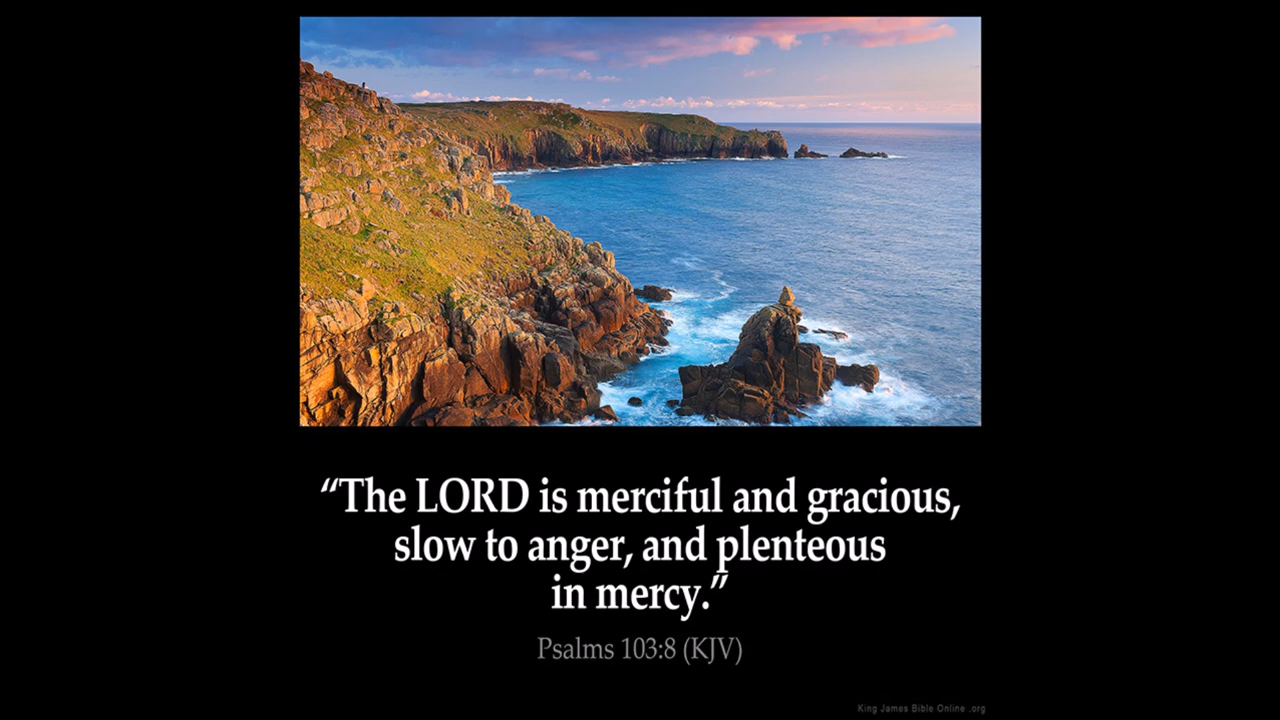 “The LORD is merciful and gracious,
slow to anger, and plenteous
in mercy.”
Psalms 103:8 (KJV)
King James Bible Online .org